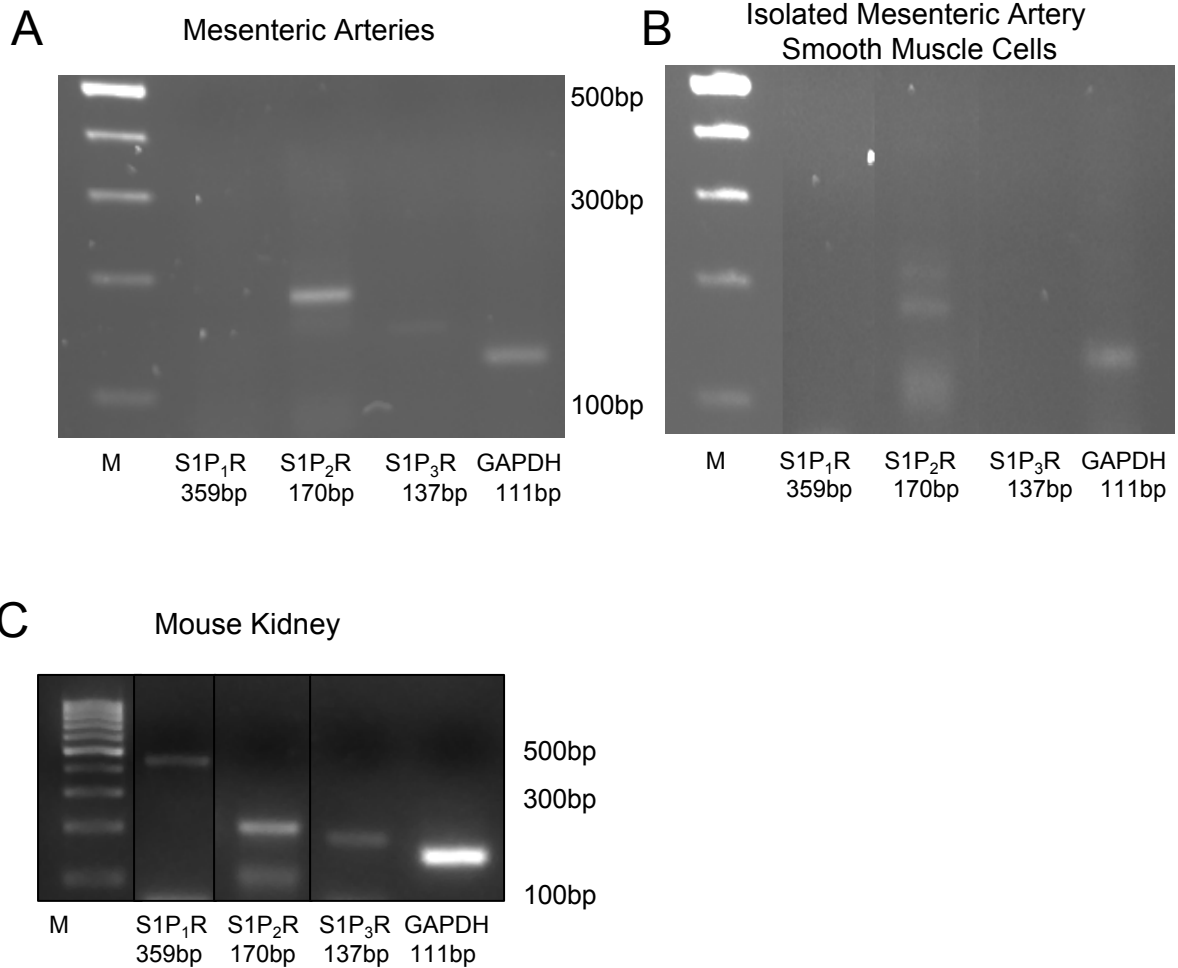 A
Mesenteric Arteries
500bp
300bp
100bp
M S1P₁R S1P₂R S1P₃R GAPDH
359bp 170bp 137bp 111bp
B
Isolated Mesenteric Artery
Smooth Muscle Cells
M S1P₁R S1P₂R S1P₃R GAPDH
359bp 170bp 137bp 111bp
C
Mouse Kidney
500bp
300bp
100bp
M S1P₁R S1P₂R S1P₃R GAPDH
359bp 170bp 137bp 111bp